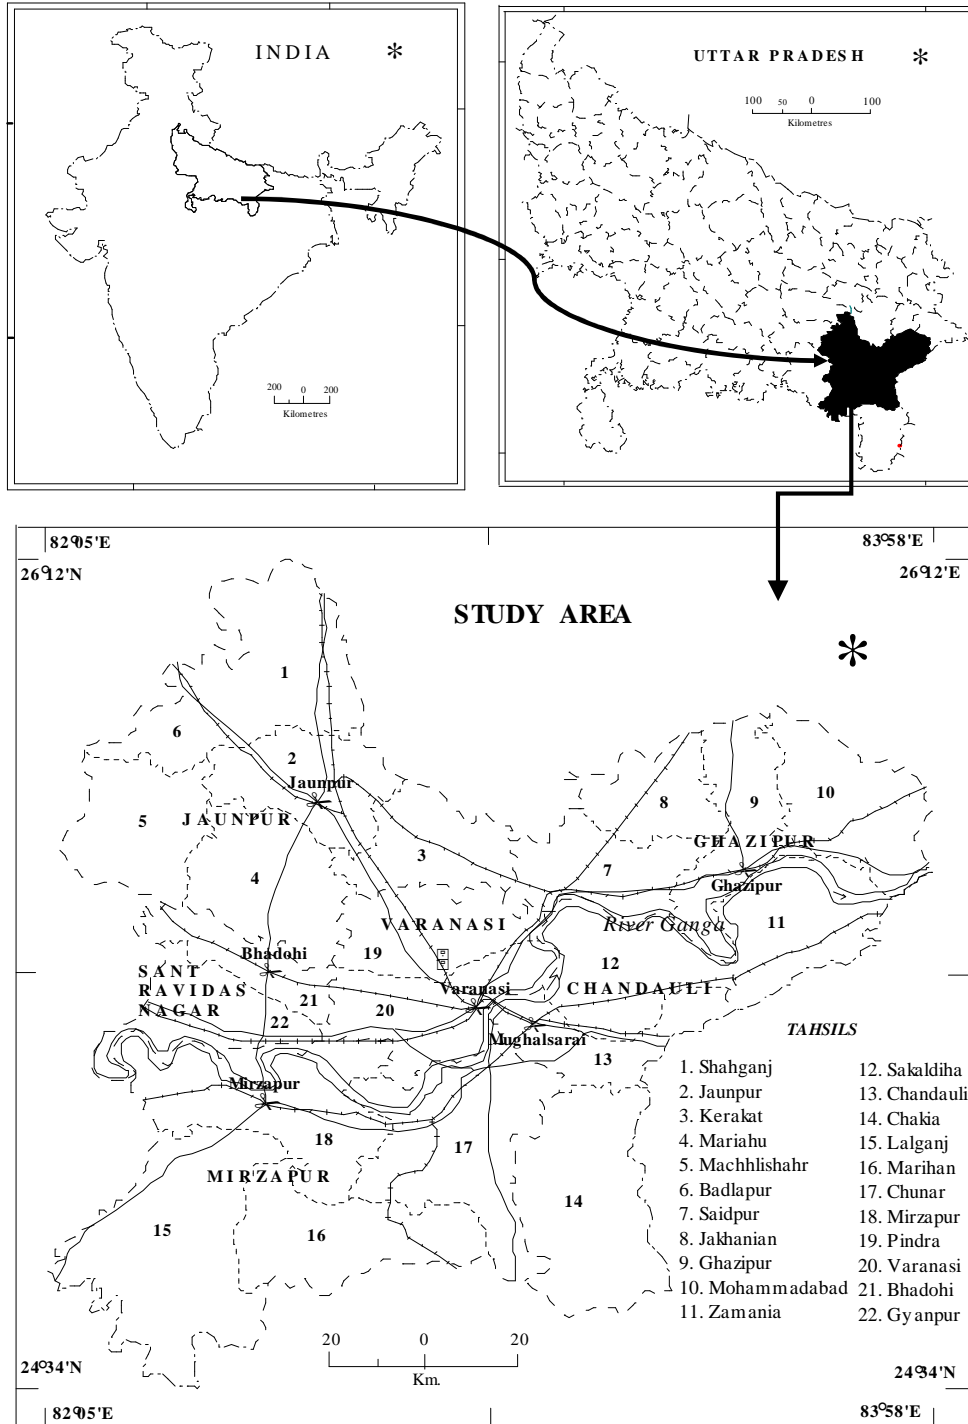 INDIA *
200 0 200
Kilometres
UTTAR PRADESH *
100 50 0 100
Kilometres
82°05'E
83°58'E
26°12'N
26°12'E
STUDY AREA
*
1
6
2
Jaunpur
5
JAUNPUR
8
9
10
GHAZIPUR
3
7
4
Ghazipur
VARANASI
River Ganga
11
Bhadohi
19
12
SANT
RAVIDAS
NAGAR
21
Varanasi
CHANDAULI
20
22
Mughalsarai
13
Mirzapur
18
17
MIRZAPUR
14
15
16
TAHSILS
1. Shahganj
2. Jaunpur
3. Kerakat
4. Mariahu
5. Machhlishahr
6. Badlapur
7. Saidpur
8. Jakhanian
9. Ghazipur
10. Mohammadabad
11. Zamania
12. Sakaldiha
13. Chandauli
14. Chakia
15. Lalganj
16. Marihan
17. Chunar
18. Mirzapur
19. Pindra
20. Varanasi
21. Bhadohi
22. Gyanpur
20 0 20
Km.
24°34'N
24°34'N
82°05'E
83°58'E